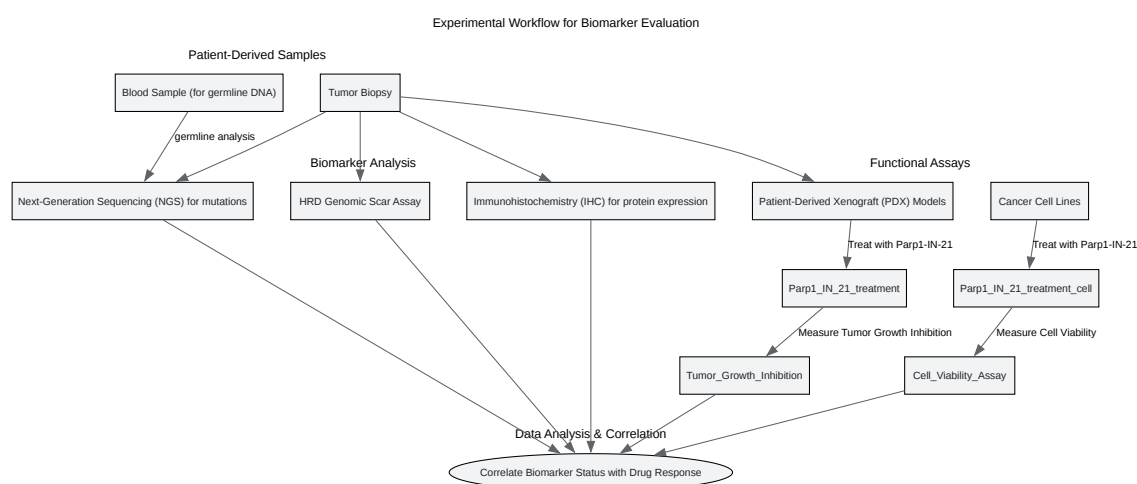 Experimental Workflow for Biomarker Evaluation
Patient-Derived Samples
Blood Sample (for germline DNA)
Tumor Biopsy
germline analysis
Biomarker Analysis
Functional Assays
Next-Generation Sequencing (NGS) for mutations
HRD Genomic Scar Assay
Immunohistochemistry (IHC) for protein expression
Patient-Derived Xenograft (PDX) Models
Cancer Cell Lines
Treat with Parp1-IN-21
Treat with Parp1-IN-21
Parp1_IN_21_treatment
Parp1_IN_21_treatment_cell
Measure Tumor Growth Inhibition
Measure Cell Viability
Tumor_Growth_Inhibition
Cell_Viability_Assay
Data Analysis & Correlation
Correlate Biomarker Status with Drug Response